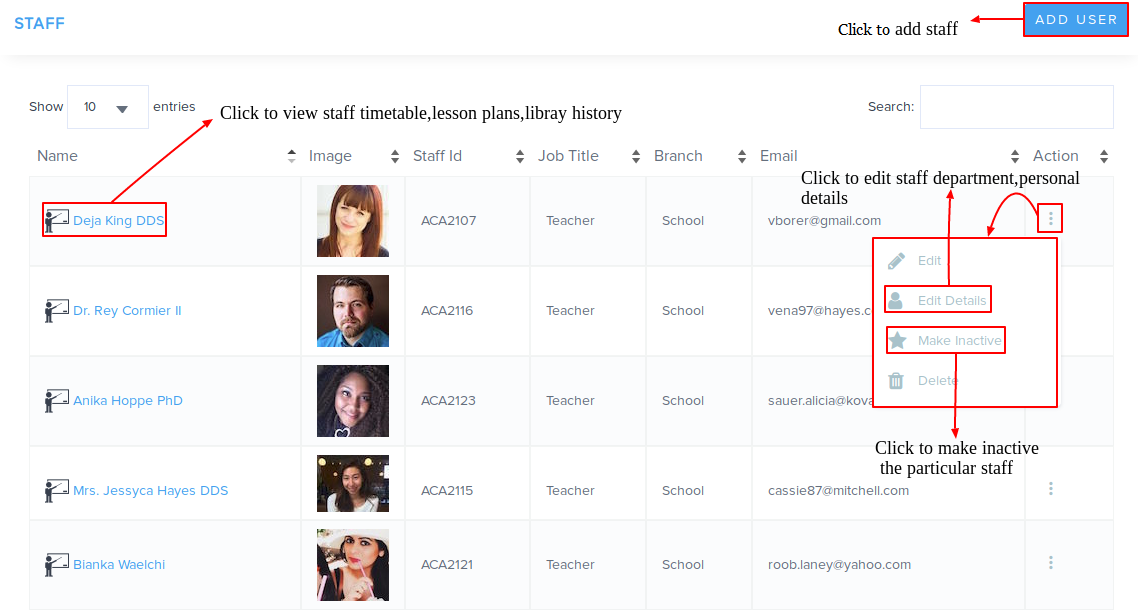 STAFF
Click to add staff
ADD USER
Show 10 entries
Click to view staff timetable,lesson plans,libray history
Search:
Name Image Staff Id Job Title Branch Email Action
Click to edit staff department,personal
details
Deja King DDS ACA2107 Teacher School vborer@gmail.com
Edit
Edit Details
Dr. Rey Cormier II ACA2116 Teacher School vena97@hayes.c
Make Inactive
Delete
Anika Hoppe PhD ACA2123 Teacher School sauer.alicia@kova
Click to make inactive
the particular staff
Mrs. Jessyca Hayes DDS ACA2115 Teacher School cassie87@mitchell.com
Bianka Waelchi ACA2121 Teacher School roob.laney@yahoo.com